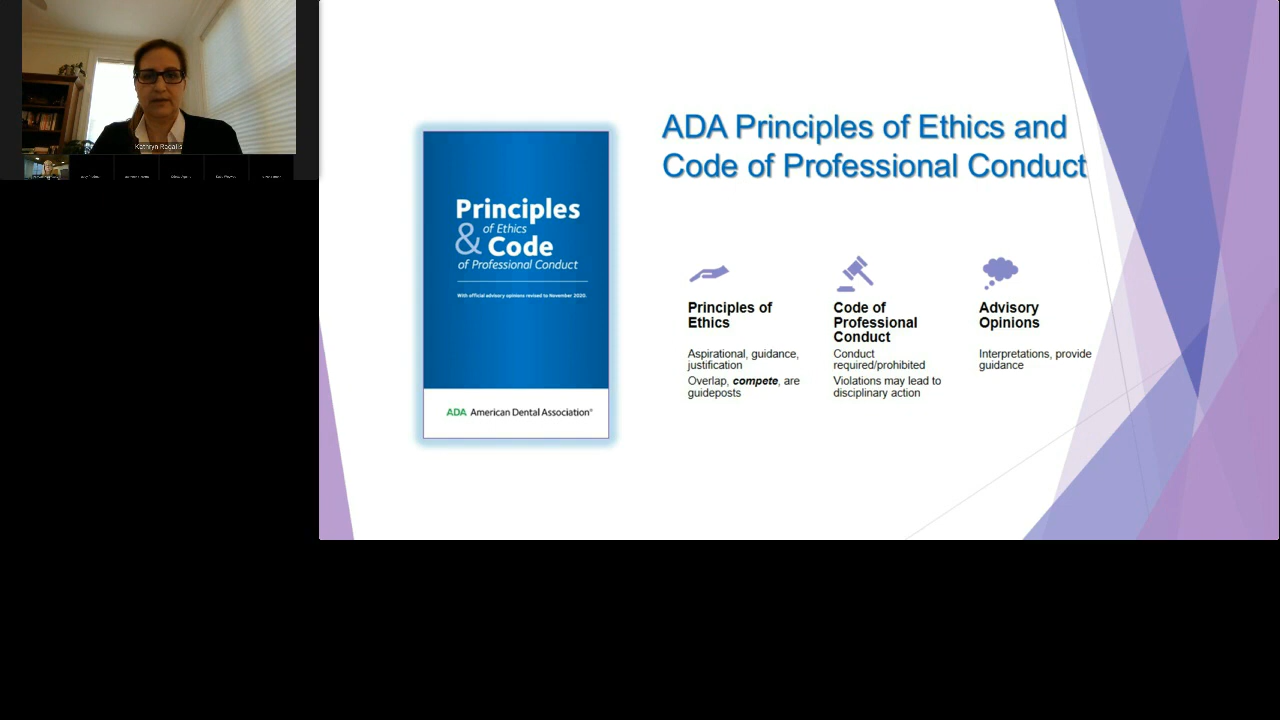 Kathryn Ragalis
ADA Principles of Ethics and
Code of Professional Conduct
Principles
of Ethics
& Code
of Professional Conduct
With official advisory opinions revised to November 2020.
ADA American Dental Association®
Principles of
Ethics
Aspirational, guidance,
justification
Overlap, compete, are
guideposts
Code of
Professional
Conduct
Conduct
required/prohibited
Violations may lead to
disciplinary action
Advisory
Opinions
Interpretations, provide
guidance